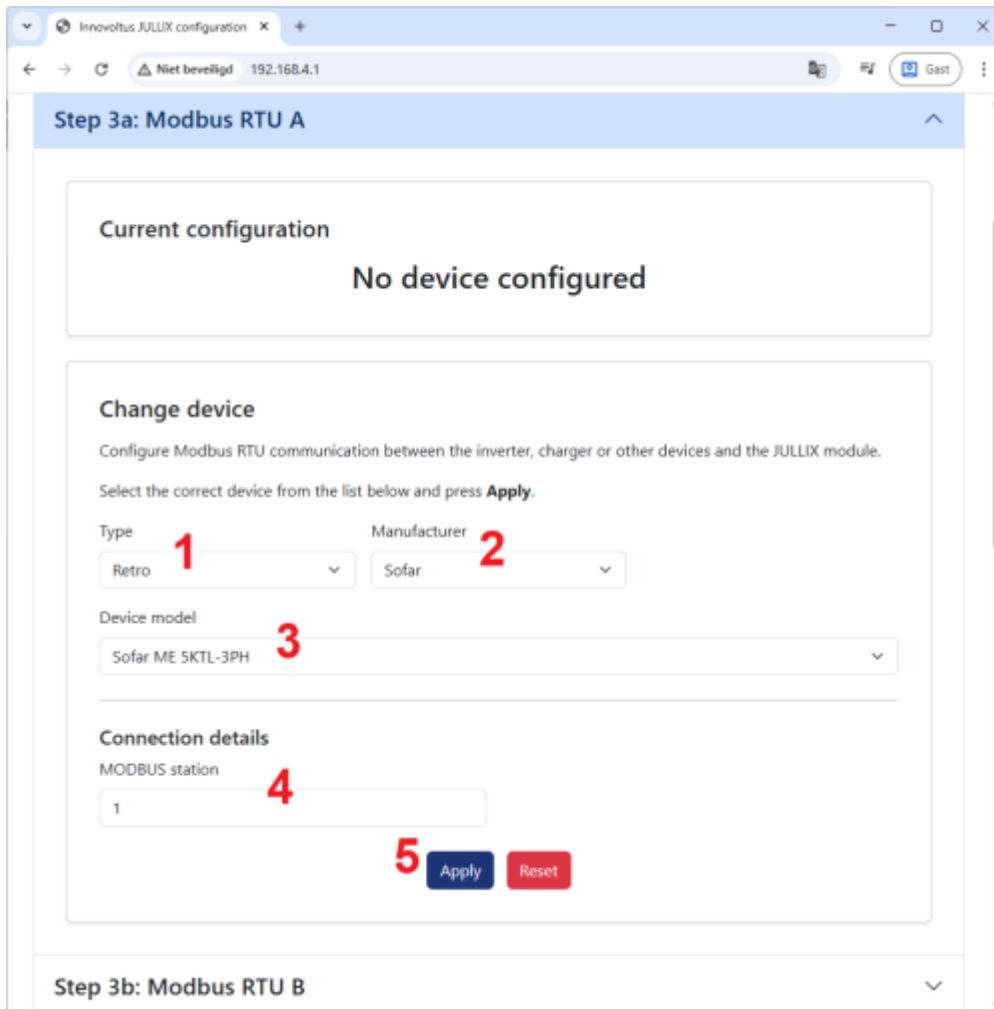 Innovoltus JULLIX configuration
Niet beveiligd 192.168.4.1 Gast
Step 3a: Modbus RTU A
Current configuration
No device configured
Change device
Configure Modbus RTU communication between the inverter, charger or other devices and the JULLIX module.
Select the correct device from the list below and press Apply.
Type Manufacturer
1 2
Retro Sofar
Device model
3
Sofar ME 5KTL-3PH
Connection details
MODBUS station
4
1
5 Apply Reset
Step 3b: Modbus RTU B